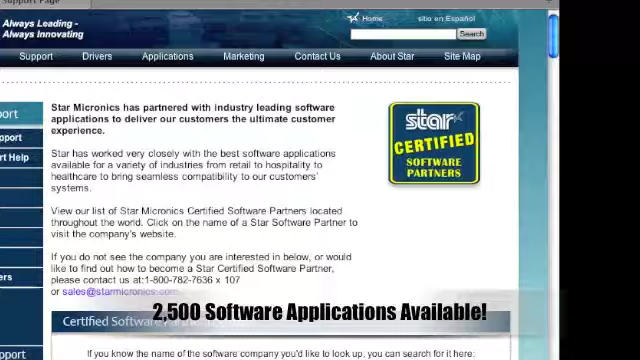 Support Page
Always Leading -
Always Innovating
Home
sitio en Español
Search
Support Drivers Applications Marketing Contact Us About Star Site Map
Star Micronics has partnered with industry leading software
applications to deliver our customers the ultimate customer
experience.
star
CERTIFIED
SOFTWARE
PARTNERS
Star has worked very closely with the best software applications
available for a variety of industries from retail to hospitality to
healthcare to bring seamless compatibility to our customers'
systems.
View our list of Star Micronics Certified Software Partners located
throughout the world. Click on the name of a Star Software Partner to
visit the company's website.
If you do not see the company you are interested in below, or would
like to find out how to become a Star Certified Software Partner,
please contact us at:1-800-782-7636 x 107
or sales@starmicronics.com
2,500 Software Applications Available!
Certified Software
If you know the name of the software company you'd like to look up, you can search for it here:
port
pport
rt Help
ers
pport